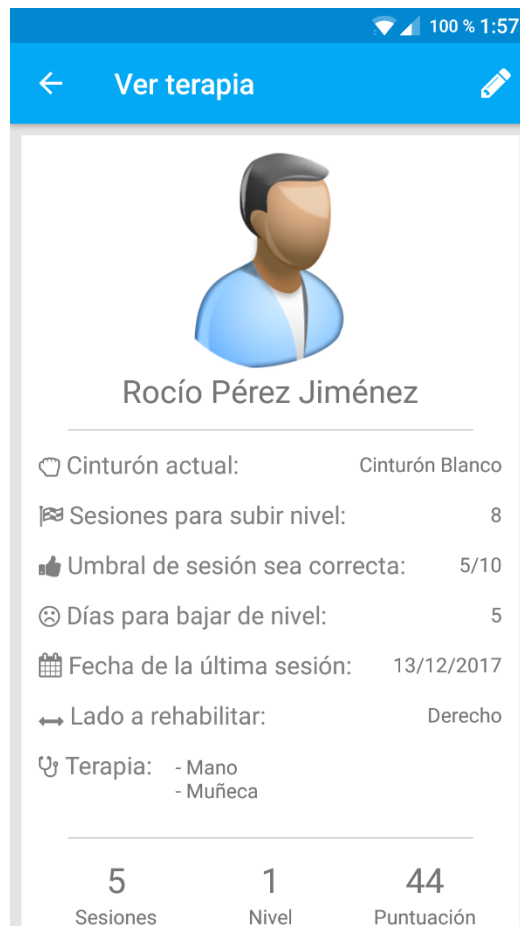 100 % 1:57
Ver terapia
Rocío Pérez Jiménez
Cinturón actual: Cinturón Blanco
Sesiones para subir nivel: 8
Umbral de sesión sea correcta: 5/10
Días para bajar de nivel: 5
Fecha de la última sesión: 13/12/2017
Lado a rehabilitar: Derecho
Terapia: - Mano
- Muñeca
5 1 44
Sesiones Nivel Puntuación